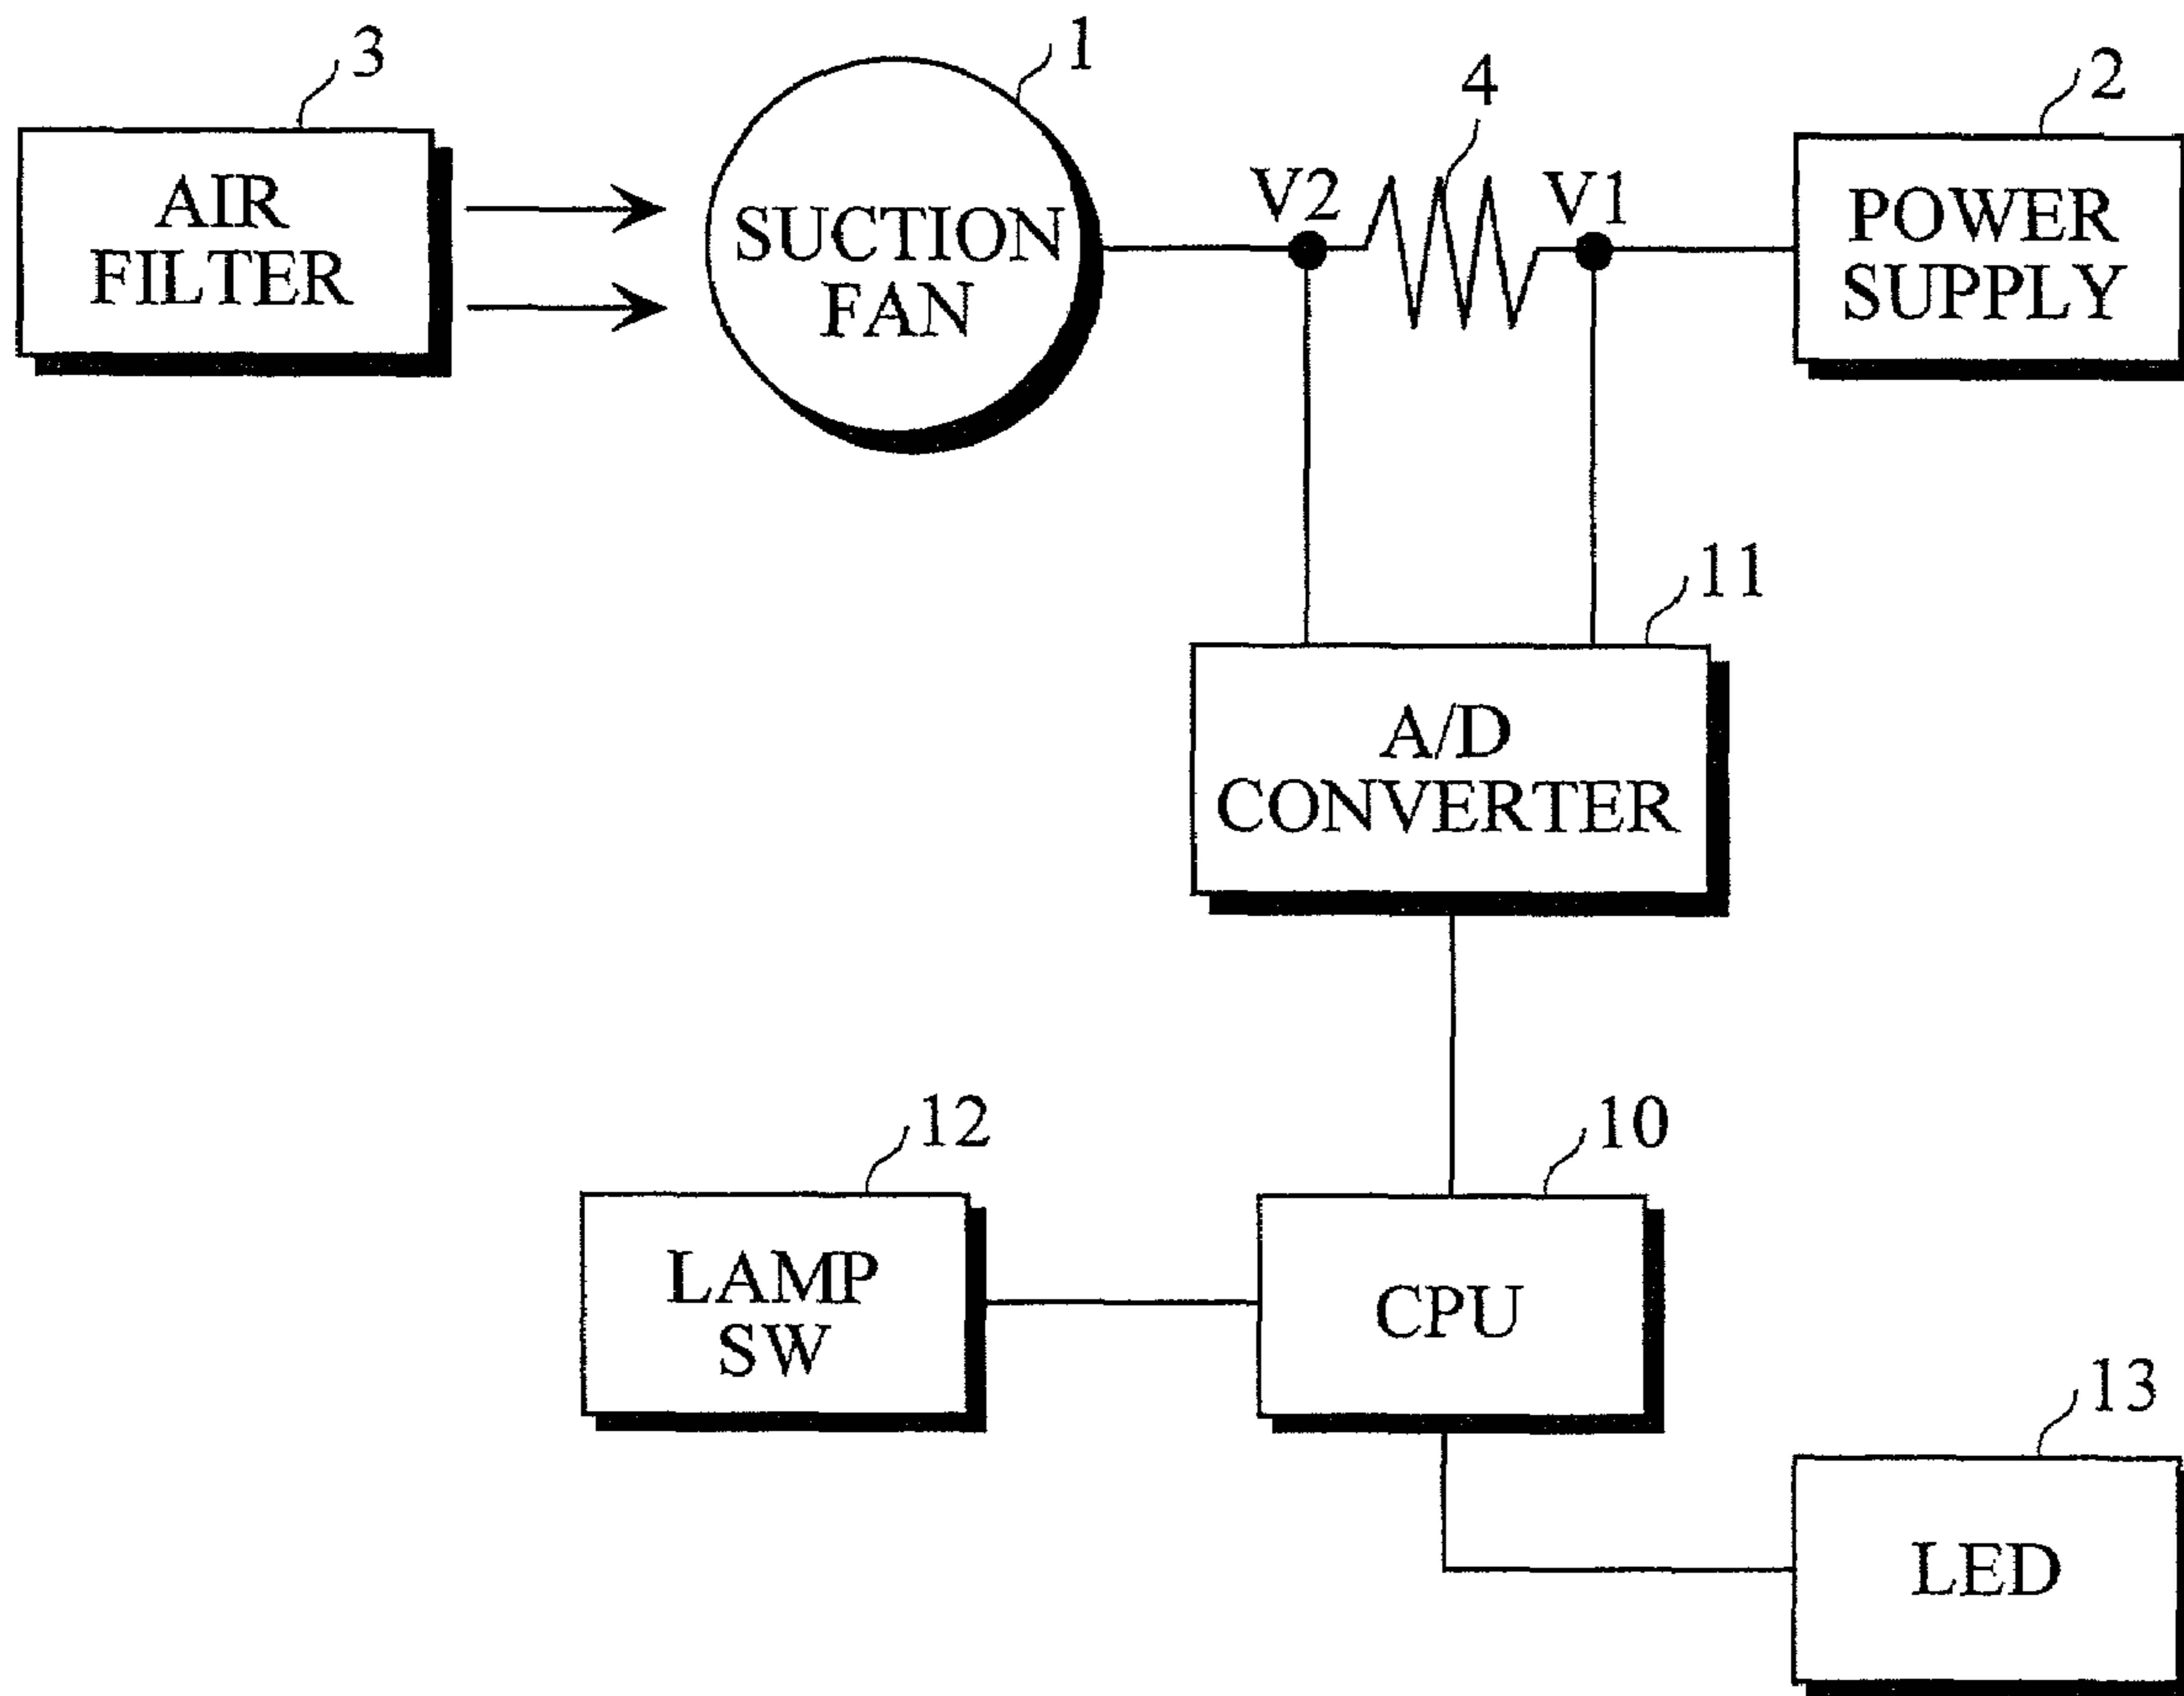 3
1
4
2
AIR
FILTER
SUCTION
FAN
V2
V1
POWER
SUPPLY
11
A/D
CONVERTER
12
10
LAMP
SW
CPU
13
LED